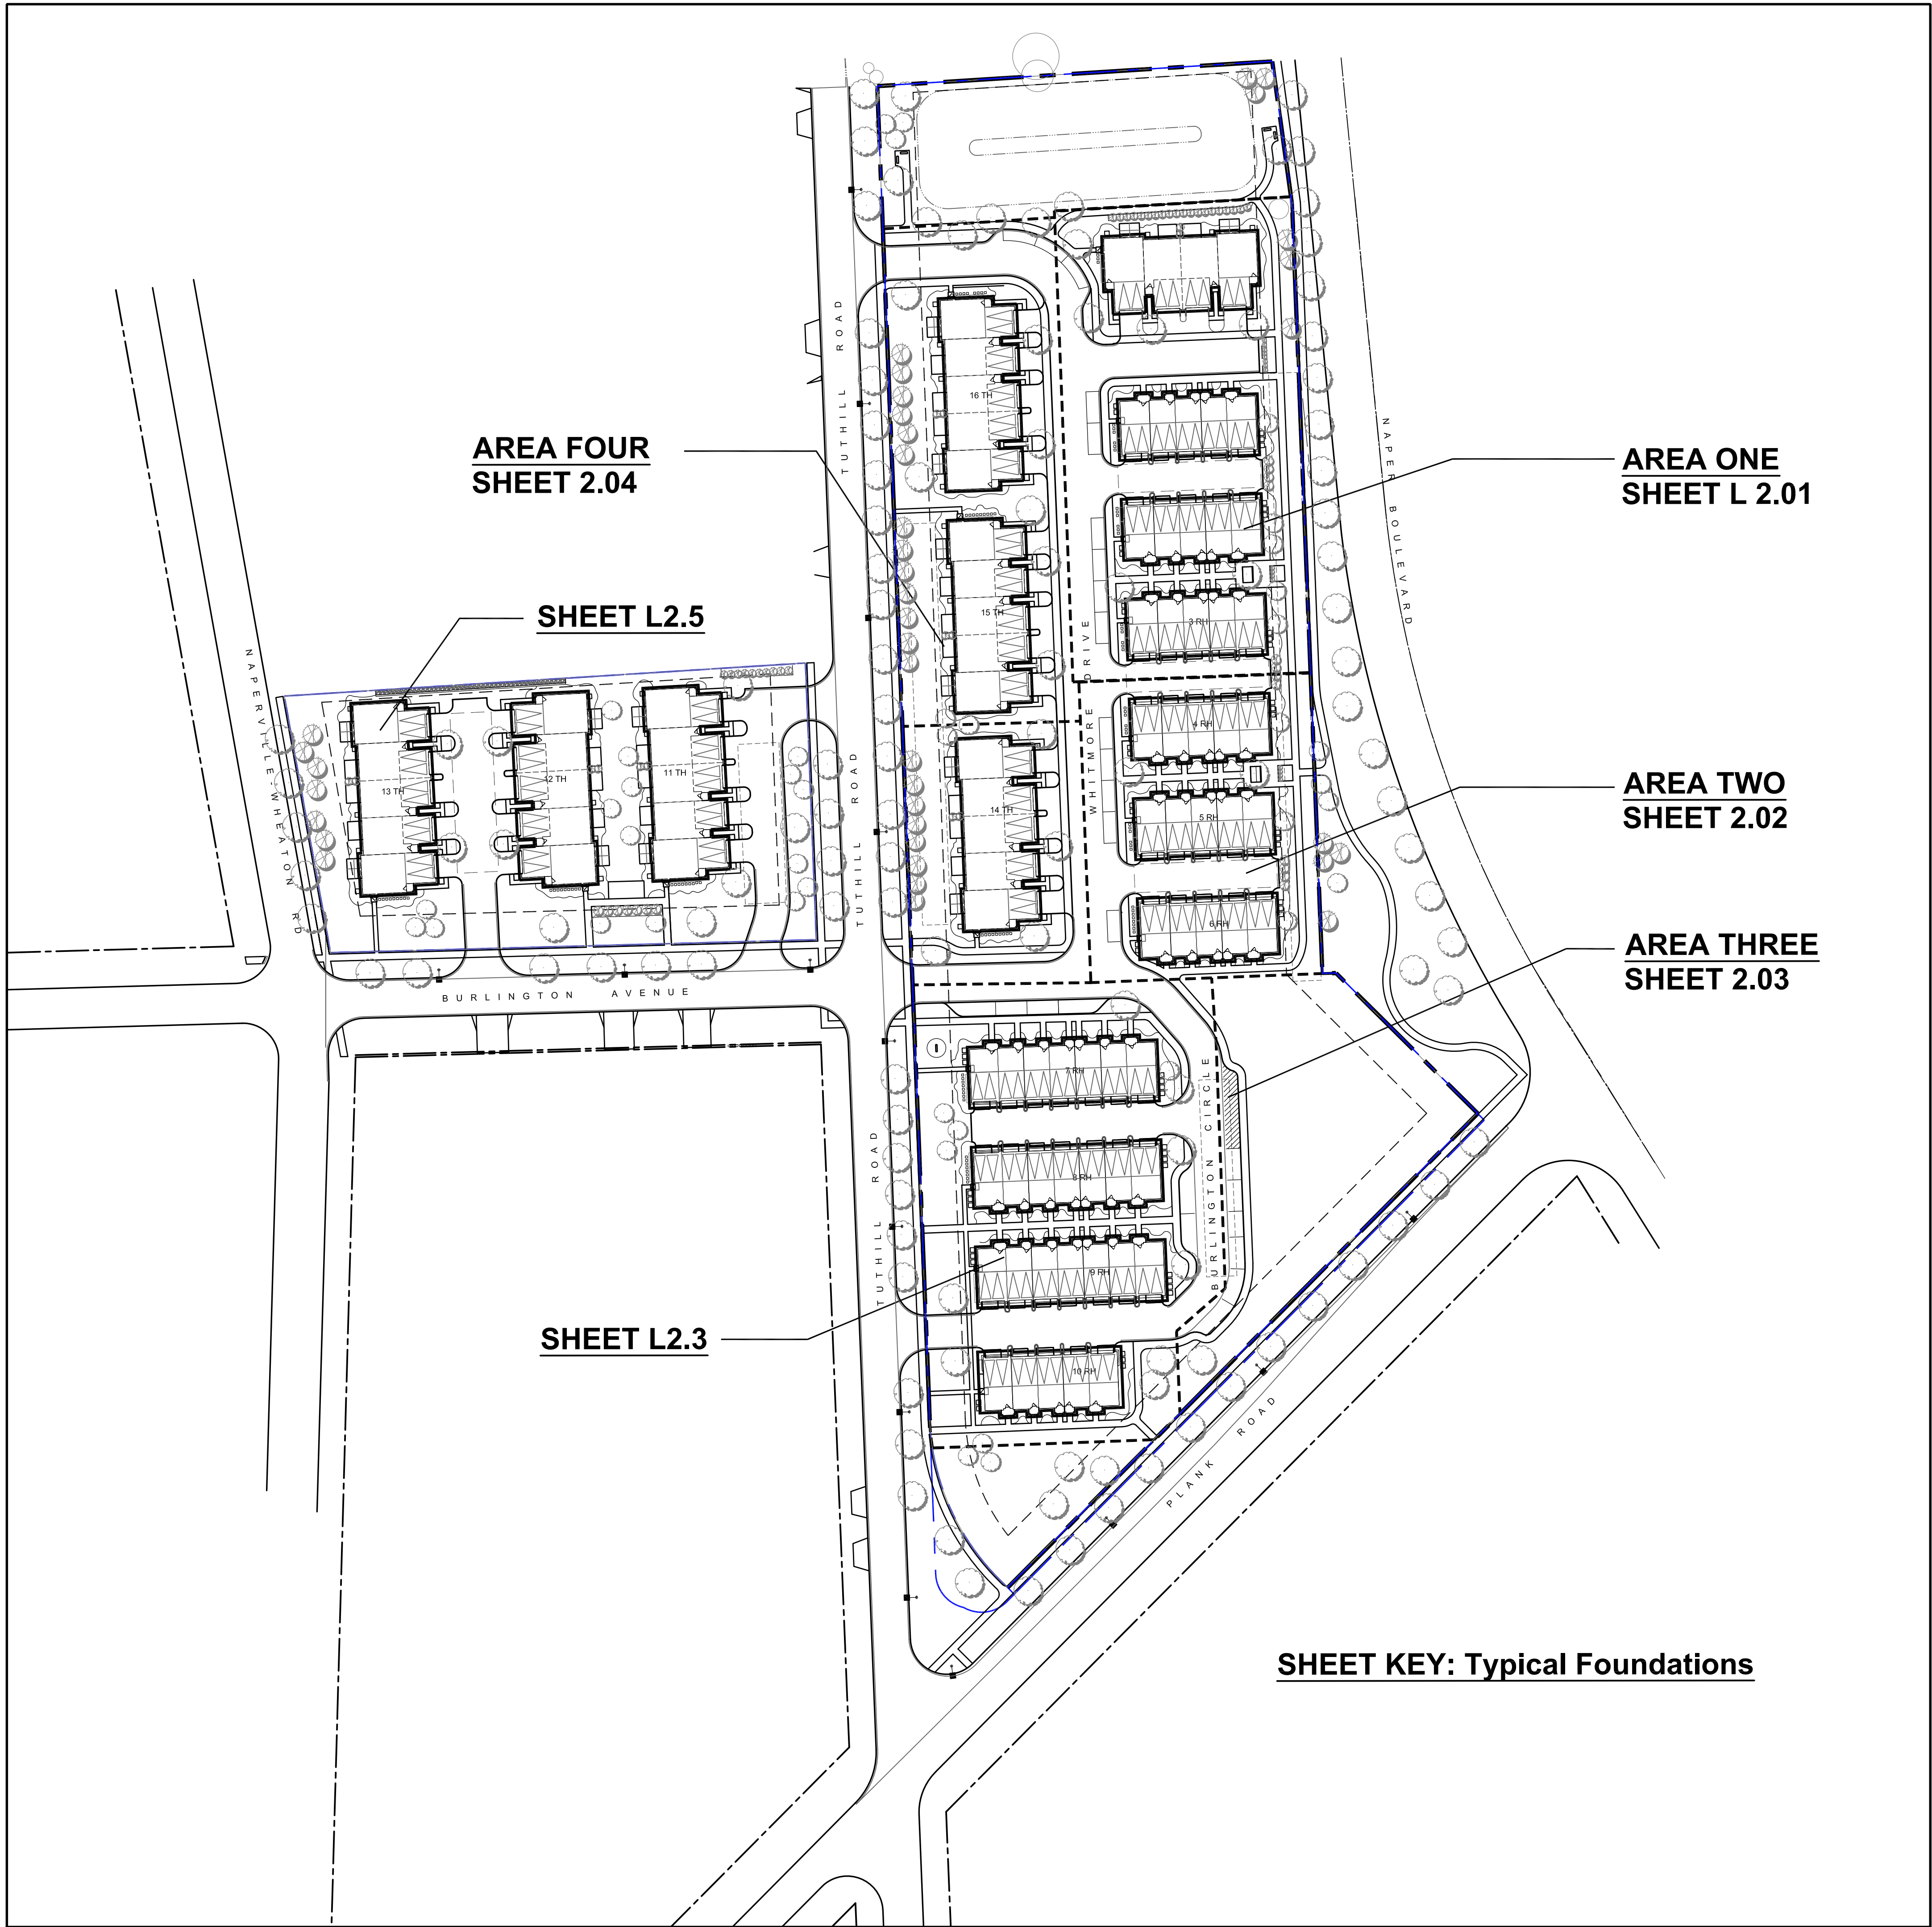 TUTHILL ROAD
16 TH
AREA FOUR
SHEET 2.04
NAPER BOULEVARD
AREA ONE
SHEET L 2.01
SHEET L2.5
15 TH
3 RH
WHITMORE DRIVE
NAPERVILLE-WHEATON RD
13 TH
12 TH
11 TH
4 RH
TUTHILL ROAD
14 TH
5 RH
AREA TWO
SHEET 2.02
6 RH
AREA THREE
SHEET 2.03
BURLINGTON AVENUE
7 RH
BURLINGTON CIRCLE
8 RH
TUTHILL ROAD
9 RH
SHEET L2.3
10 RH
PLANK ROAD
SHEET KEY: Typical Foundations